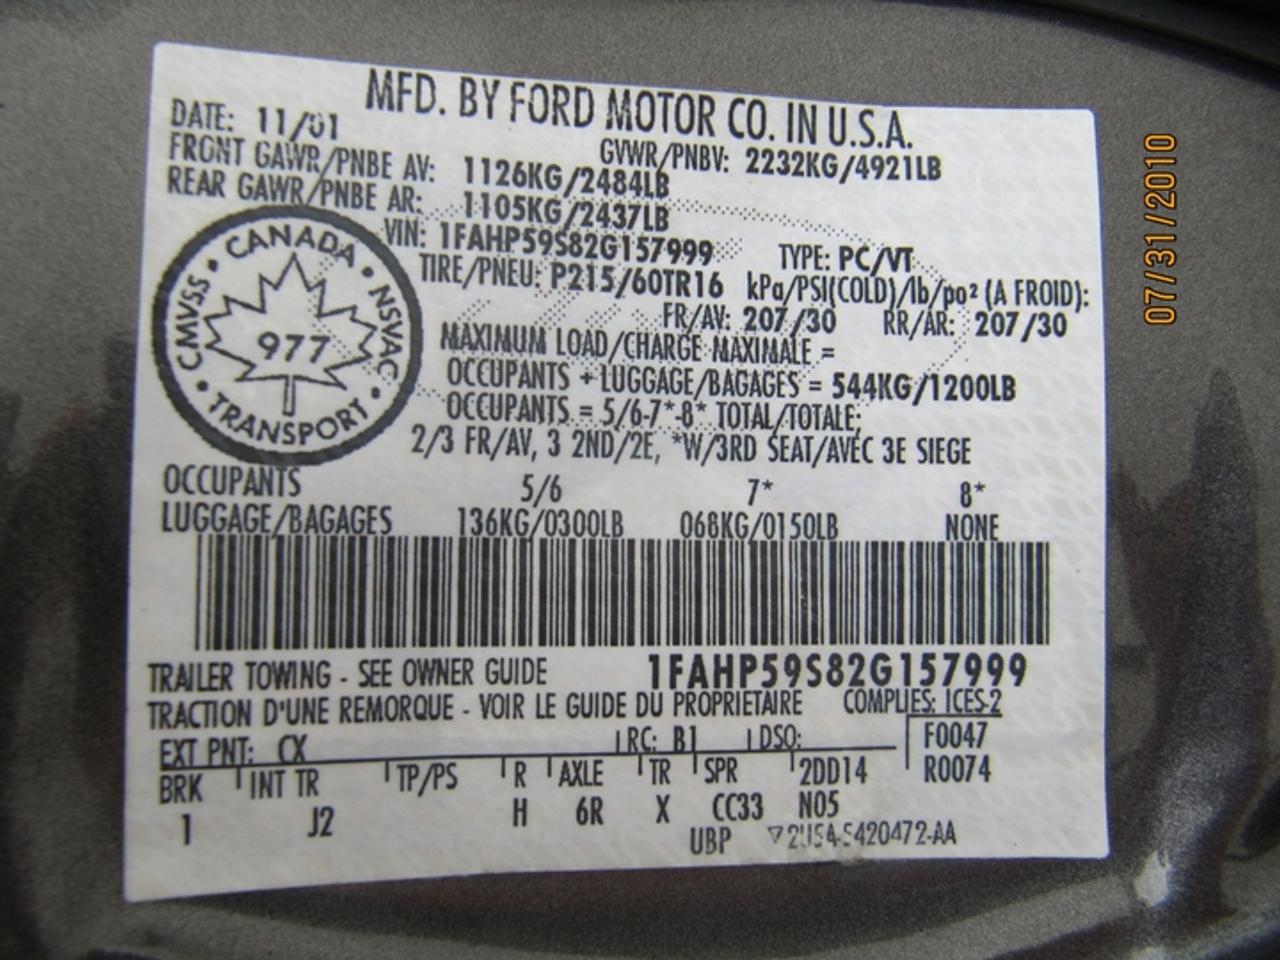 MFD. BY FORD MOTOR CO. IN U.S.A.
DATE: 11/01 GVWR/PNBV: 2232KG/4921LB
FRONT GAWR/PNBE AV: 1126KG/2484LB
REAR GAWR/PNBE AR: 1105KG/2437LB
VIN: 1FAHP59S82G157999 TYPE: PC/VT
TIRE/PNEU: P215/60TR16 kPa/PSI(COLD)/lb/po² (A FROID):
FR/AV: 207/30 RR/AR: 207/30
MAXIMUM LOAD/CHARGE MAXIMALE =
OCCUPANTS + LUGGAGE/BAGAGES = 544KG/1200LB
OCCUPANTS = 5/6-7*-8* TOTAL/TOTALE;
2/3 FR/AV, 3 2ND/2E, *W/3RD SEAT/AVEC 3E SIEGE
CANADA • NSVAC • TRANSPORT • CMVSS •
977
OCCUPANTS 5/6 7* 8*
LUGGAGE/BAGAGES 136KG/0300LB 068KG/0150LB NONE
TRAILER TOWING - SEE OWNER GUIDE 1FAHP59S82G157999
TRACTION D'UNE REMORQUE - VOIR LE GUIDE DU PROPRIETAIRE COMPLIES: ICES-2
EXT PNT: CX RC: B1 DSO: F0047
BRK INT TR TP/PS R AXLE TR SPR 2DD14 R0074
1 J2 H 6R X CC33 N05
UBP ▽2U5A-5420472-AA
07/31/2010